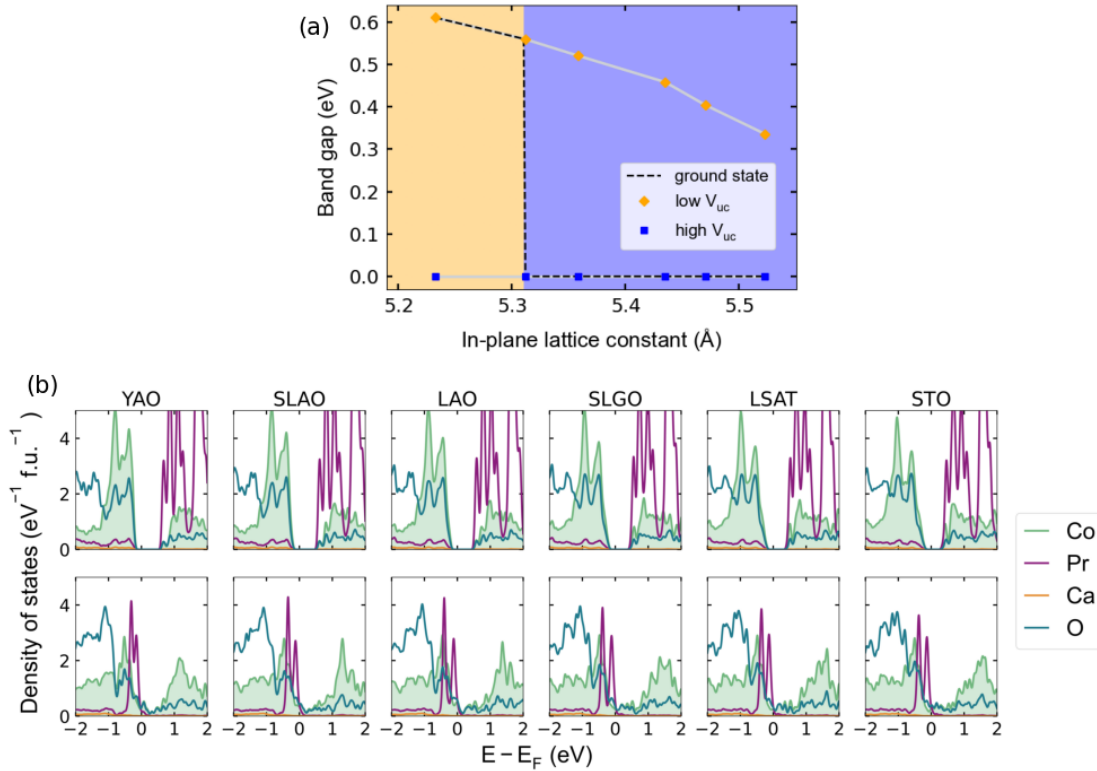 (a)
Band gap (eV)
0.6
0.5
0.4
0.3
0.2
0.1
0.0
ground state
low V_uc
high V_uc
5.2 5.3 5.4 5.5
In-plane lattice constant (Å)
(b)
YAO SLAO LAO SLGO LSAT STO
Density of states (eV⁻¹ f.u.⁻¹)
4
2
0
4
2
0
Co
Pr
Ca
O
−2 −1 0 1 2 −2 −1 0 1 2 −2 −1 0 1 2 −2 −1 0 1 2 −2 −1 0 1 2 −2 −1 0 1 2
E − E_F (eV)